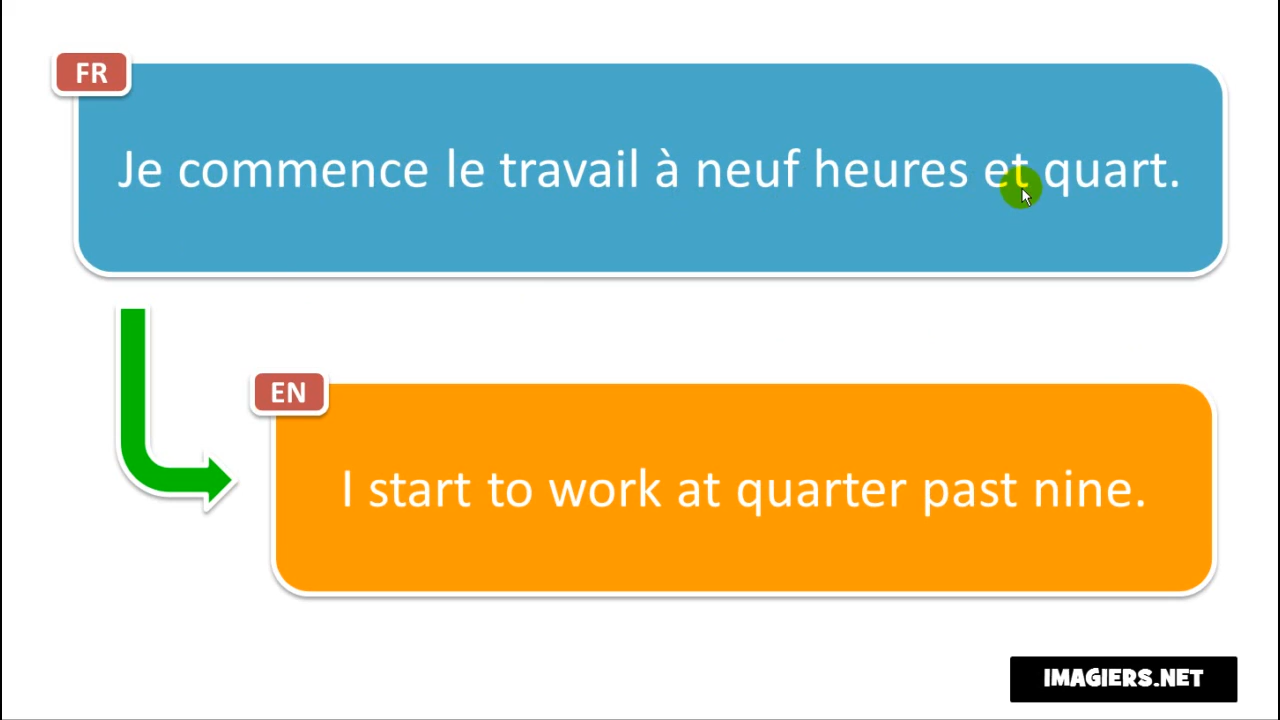 FR
Je commence le travail à neuf heures et quart.
EN
I start to work at quarter past nine.
IMAGIERS.NET